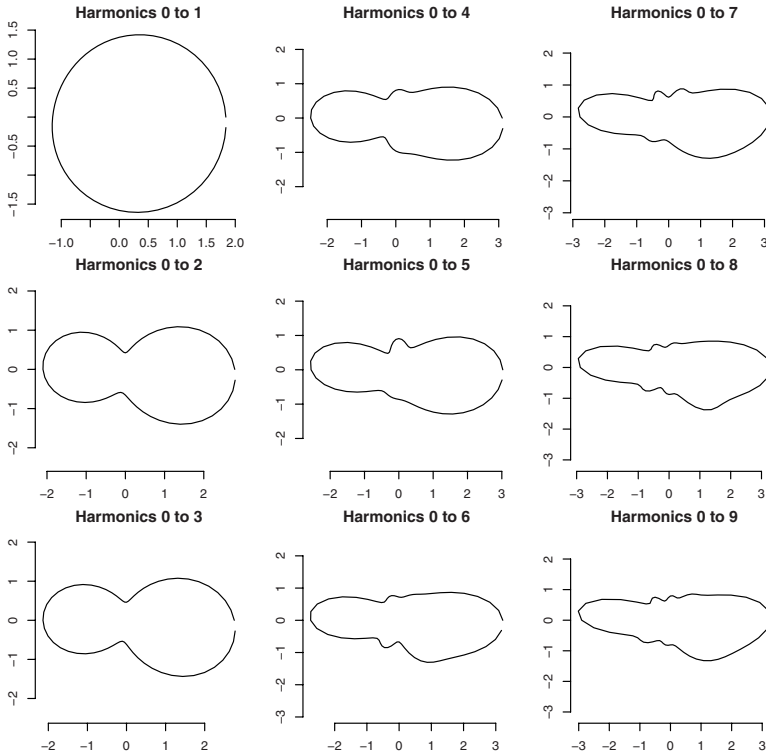 Harmonics 0 to 1
1.5
1.0
0.5
−0.5
−1.5
−1.0 0.0 0.5 1.0 2.0
Harmonics 0 to 4
2
1
0
−1
−2
−2 −1 0 1 2 3
Harmonics 0 to 7
2
1
0
−1
−2
−3
−3 −2 −1 0 1 2 3
Harmonics 0 to 2
2
1
0
−1
−2
−2 −1 0 1 2
Harmonics 0 to 5
2
1
0
−1
−2
−2 −1 0 1 2 3
Harmonics 0 to 8
2
1
0
−1
−2
−3
−3 −2 −1 0 1 2 3
Harmonics 0 to 3
2
1
0
−1
−2
−2 −1 0 1 2
Harmonics 0 to 6
2
1
0
−1
−2
−3
−2 −1 0 1 2 3
Harmonics 0 to 9
2
1
0
−1
−2
−3
−3 −2 −1 0 1 2 3